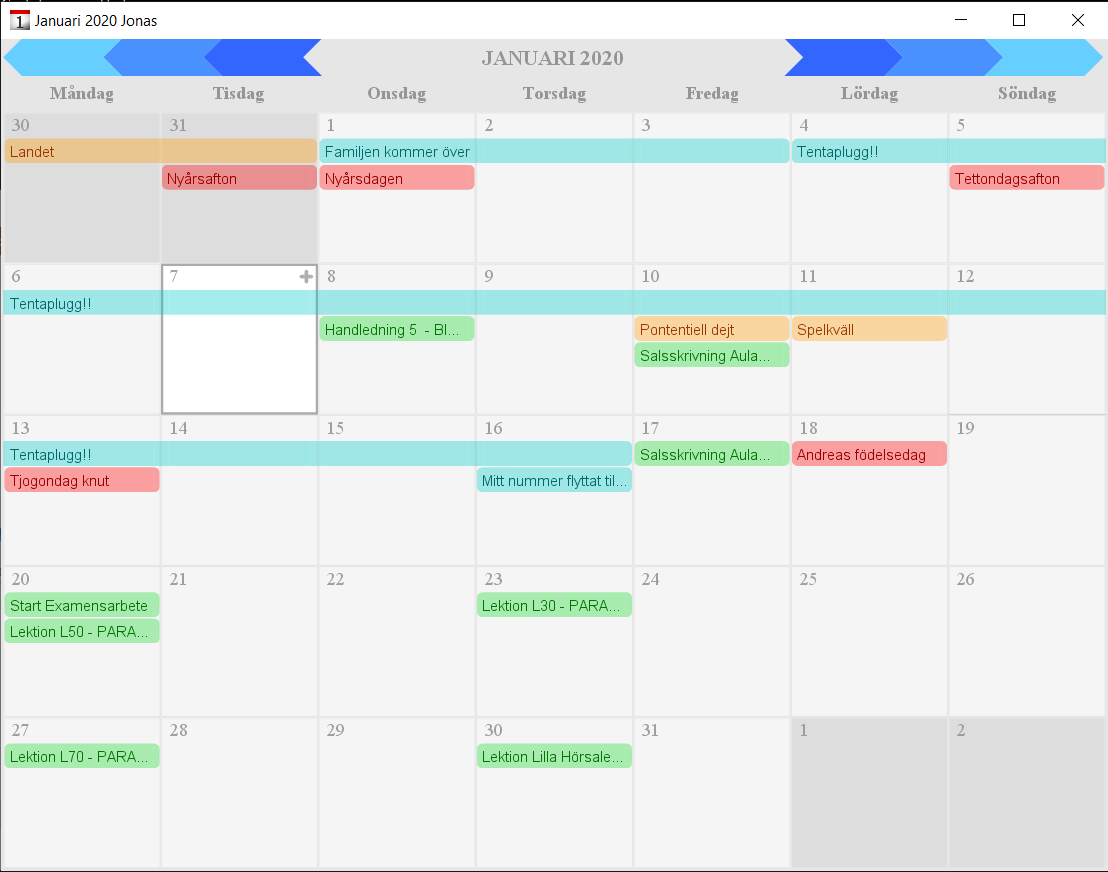 Januari 2020 Jonas
JANUARI 2020
Måndag Tisdag Onsdag Torsdag Fredag Lördag Söndag
30 31 1 2 3 4 5
Landet Familjen kommer över Tentaplugg!!
Nyårsafton Nyårsdagen Tettondagsafton
6 7 8 9 10 11 12
Tentaplugg!!
Handledning 5 - Bl... Pontentiell dejt Spelkväll
Salsskrivning Aula...
13 14 15 16 17 18 19
Tentaplugg!! Salsskrivning Aula... Andreas födelsedag
Tjogondag knut Mitt nummer flyttat til...
20 21 22 23 24 25 26
Start Examensarbete Lektion L30 - PARA...
Lektion L50 - PARA...
27 28 29 30 31 1 2
Lektion L70 - PARA... Lektion Lilla Hörsale...